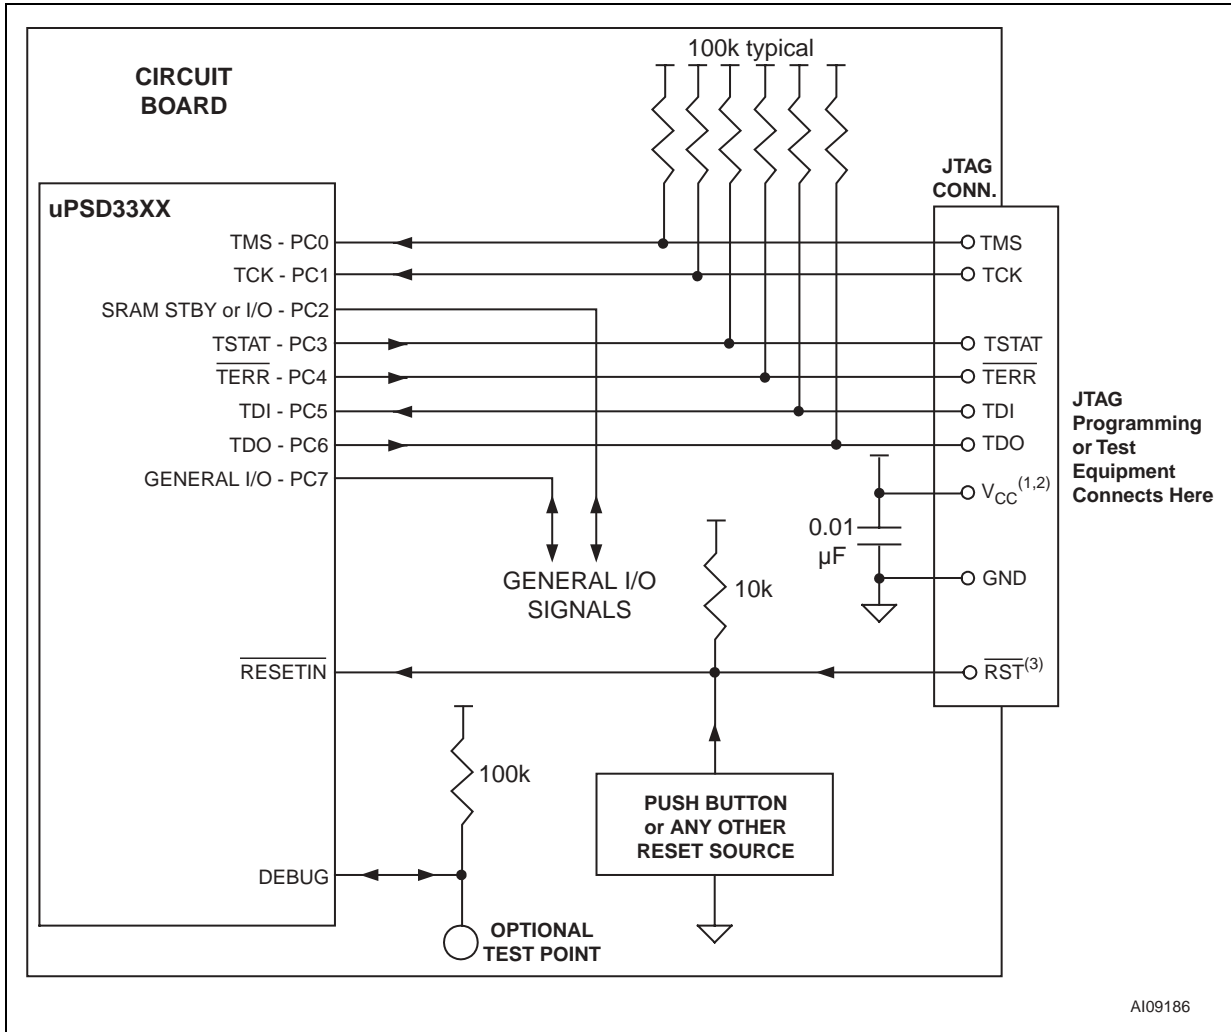 100k typical
CIRCUIT
BOARD
JTAG
CONN.
uPSD33XX
TMS - PC0
TMS
TCK - PC1
TCK
SRAM STBY or I/O - PC2
TSTAT - PC3
TSTAT
TERR - PC4
TERR
TDI - PC5
TDI
TDO - PC6
TDO
GENERAL I/O - PC7
VCC(1,2)
JTAG
Programming
or Test
Equipment
Connects Here
0.01
µF
GENERAL I/O
SIGNALS
10k
GND
RESETIN
RST(3)
100k
PUSH BUTTON
or ANY OTHER
RESET SOURCE
DEBUG
OPTIONAL
TEST POINT
AI09186